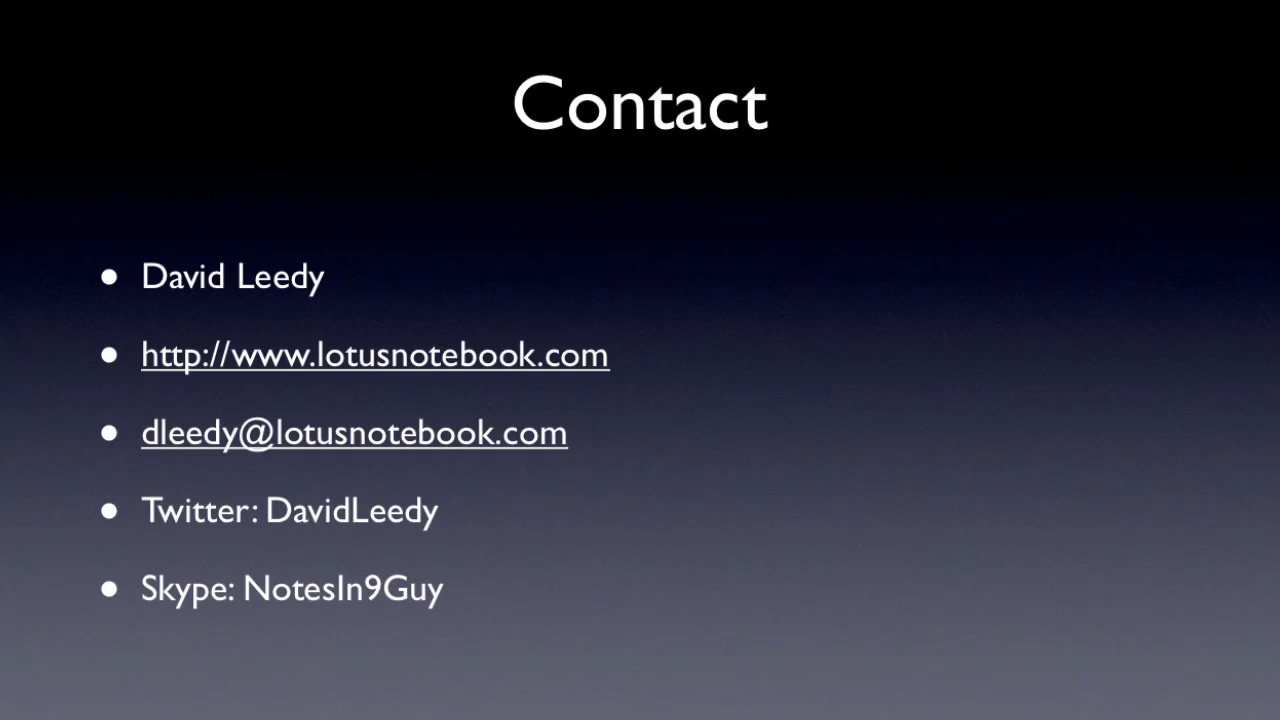 Contact
• David Leedy
• http://www.lotusnotebook.com
• dleedy@lotusnotebook.com
• Twitter: DavidLeedy
• Skype: NotesIn9Guy